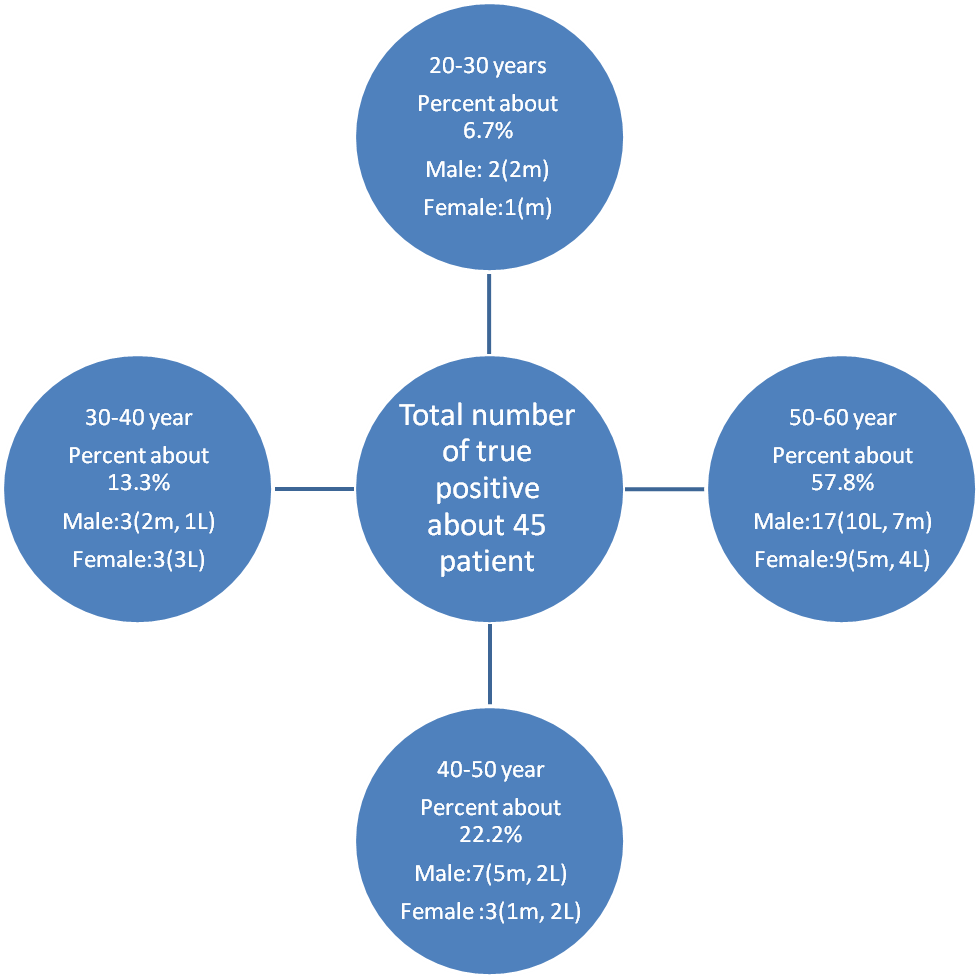 20-30 years
Percent about
6.7%
Male: 2(2m)
Female:1(m)
30-40 year
Percent about
13.3%
Male:3(2m, 1L)
Female:3(3L)
Total number
of true
positive
about 45
patient
50-60 year
Percent about
57.8%
Male:17(10L, 7m)
Female:9(5m, 4L)
40-50 year
Percent about
22.2%
Male:7(5m, 2L)
Female :3(1m, 2L)